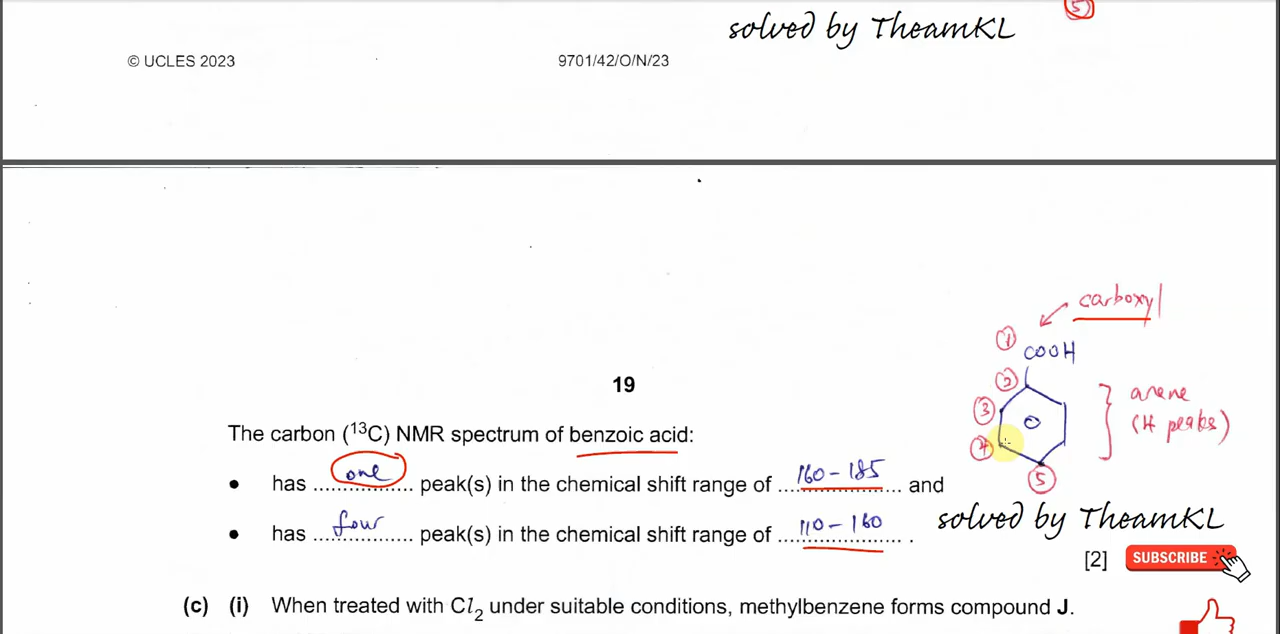 5
solved by TheamKL
© UCLES 2023
9701/42/O/N/23
carboxyl
1
COOH
2
3
4
5
arene
(4 peaks)
19
The carbon (¹³C) NMR spectrum of benzoic acid:
• has one peak(s) in the chemical shift range of 160 – 185 and
• has four peak(s) in the chemical shift range of 110 – 160 .
solved by TheamKL
[2]
SUBSCRIBE
(c) (i) When treated with Cl₂ under suitable conditions, methylbenzene forms compound J.